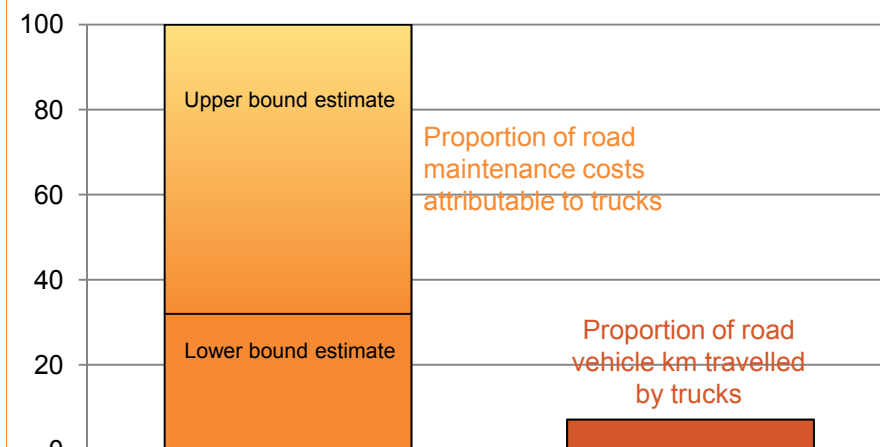 100
Upper bound estimate
80
Proportion of road
maintenance costs
attributable to trucks
60
40
Proportion of road
vehicle km travelled
by trucks
Lower bound estimate
20
0